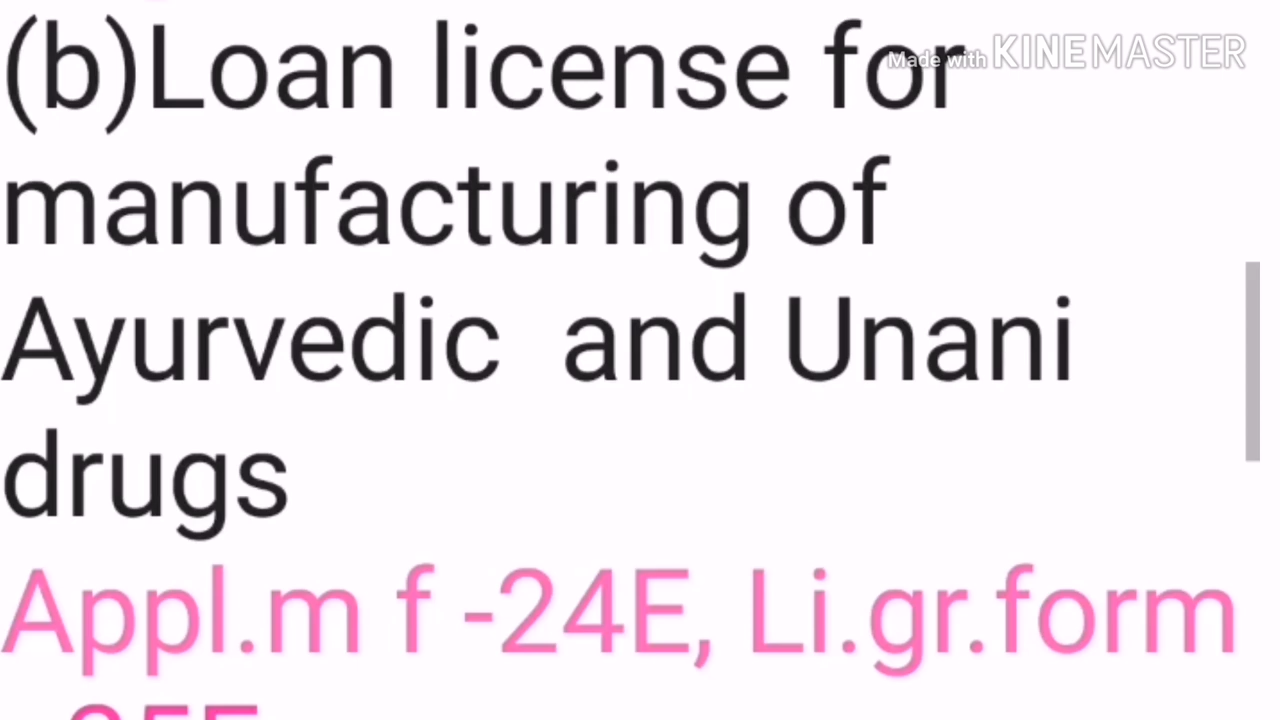 (b)Loan license for
Made with KINEMASTER
manufacturing of
Ayurvedic  and Unani
drugs
Appl.m f -24E, Li.gr.form